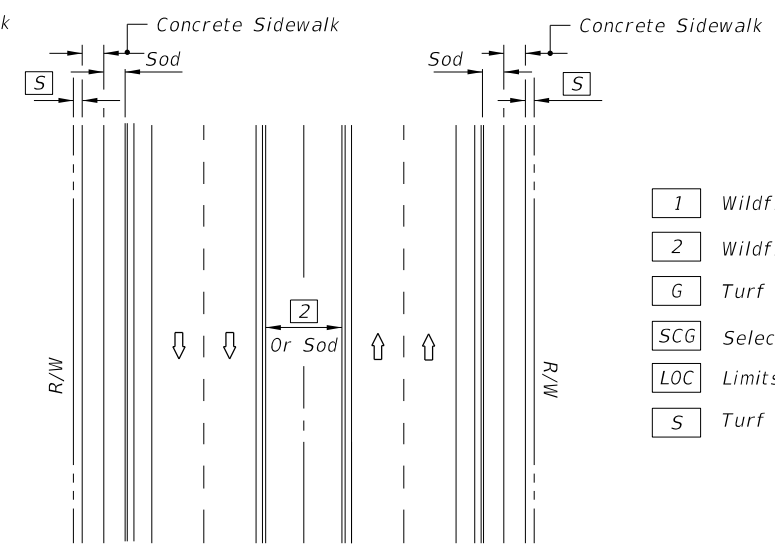 k
Concrete Sidewalk
Concrete Sidewalk
Sod
Sod
S
S
1 Wildf
2 Wildf
G Turf
SCG Selec
LOC Limits
S Turf
2
Or Sod
R/W
R/W